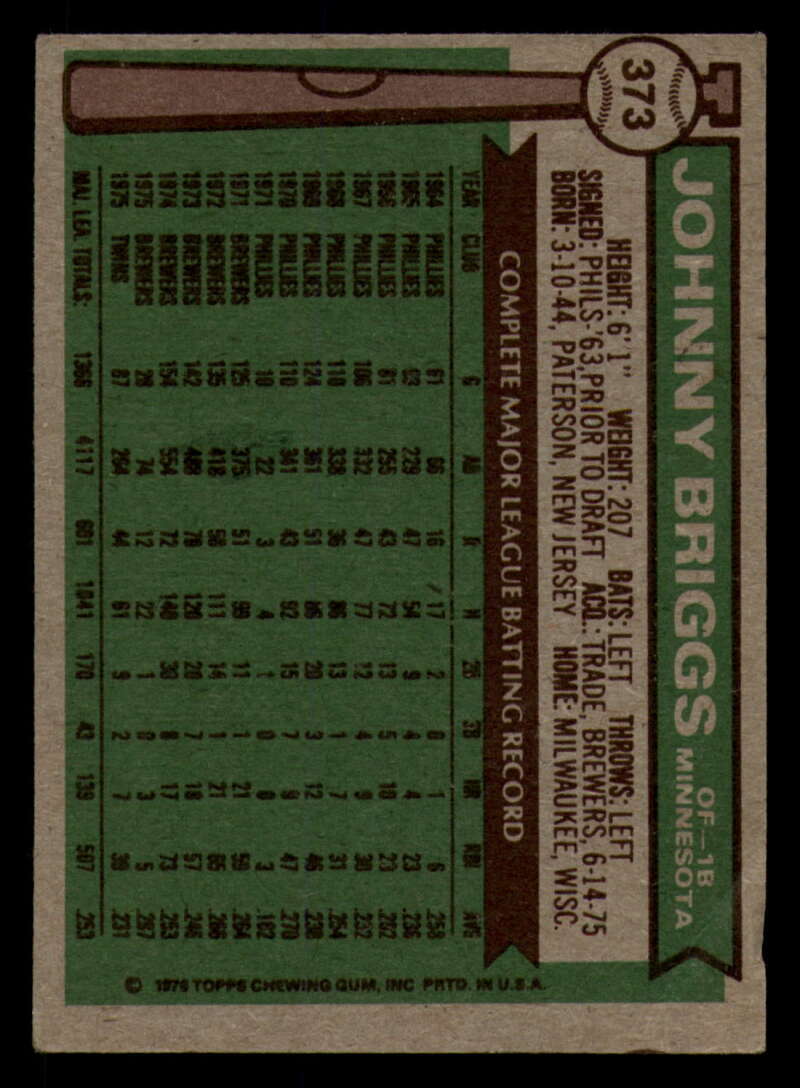 373
JOHNNY BRIGGS OF—1B MINNESOTA
HEIGHT: 6'1" WEIGHT: 207 BATS: LEFT THROWS: LEFT
SIGNED: PHILS-'63, PRIOR TO DRAFT ACQ.: TRADE, BREWERS, 6-14-75
BORN: 3-10-44, PATERSON, NEW JERSEY HOME: MILWAUKEE, WISC.
COMPLETE MAJOR LEAGUE BATTING RECORD
YEAR CLUB G AB R H 2B 3B HR RBI AVG
1964 PHILLIES 61 66 16 17 2 0 1 6 .258
1965 PHILLIES 93 229 47 54 9 4 4 23 .236
1966 PHILLIES 81 255 43 72 13 5 10 23 .282
1967 PHILLIES 106 332 47 77 12 4 9 30 .232
1968 PHILLIES 110 338 36 86 13 1 7 31 .254
1969 PHILLIES 124 361 51 86 20 3 12 46 .238
1970 PHILLIES 110 341 43 92 15 7 9 47 .270
1971 PHILLIES 10 22 3 4 1 0 0 3 .182
1971 BREWERS 125 375 51 99 11 1 21 59 .264
1972 BREWERS 135 418 58 111 14 1 21 65 .266
1973 BREWERS 142 488 78 120 20 7 18 57 .246
1974 BREWERS 154 554 72 140 30 8 17 73 .253
1975 BREWERS 28 74 12 22 1 0 3 5 .297
1975 TWINS 87 264 44 61 9 2 7 39 .231
MAJ. LEA. TOTALS: 1366 4117 601 1041 170 43 139 507 .253
© 1976 TOPPS CHEWING GUM, INC PRTD. IN U.S.A.